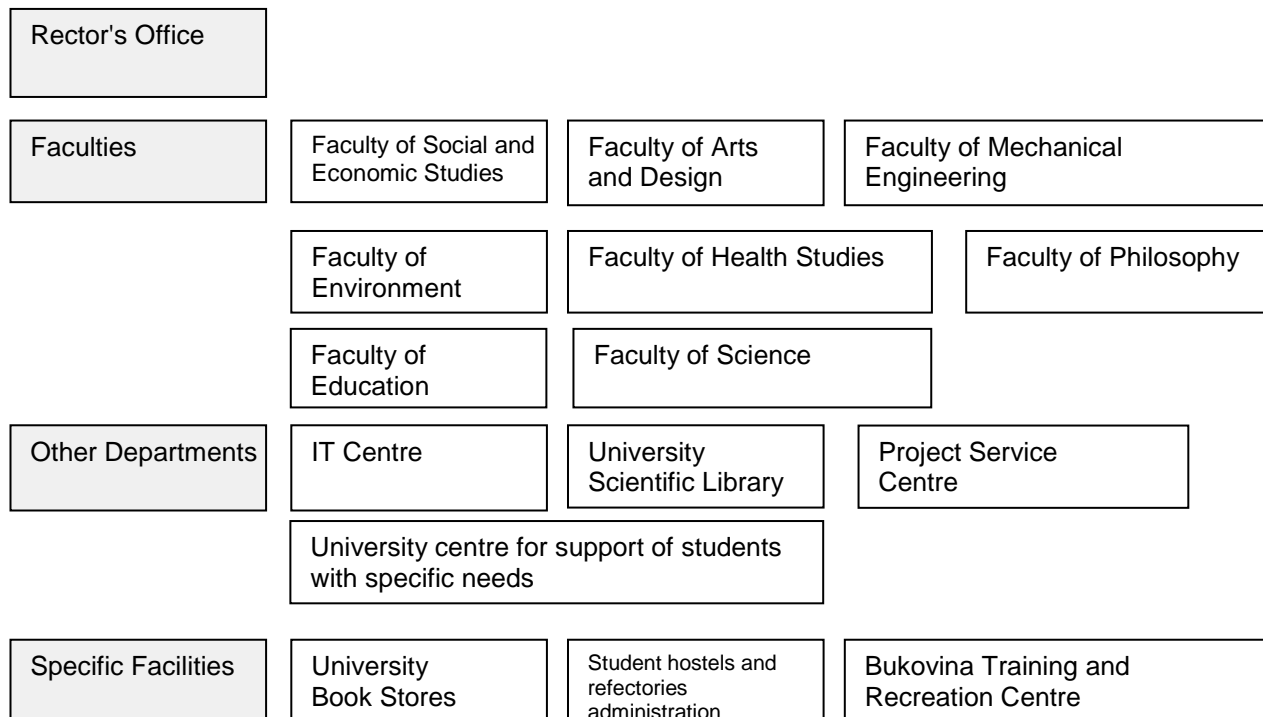 Rector's Office
Faculties
Faculty of Social and
Economic Studies
Faculty of Arts
and Design
Faculty of Mechanical
Engineering
Faculty of
Environment
Faculty of Health Studies
Faculty of Philosophy
Faculty of
Education
Faculty of Science
Other Departments
IT Centre
University
Scientific Library
Project Service
Centre
University centre for support of students
with specific needs
Specific Facilities
University
Book Stores
Student hostels and
refectories
administration
Bukovina Training and
Recreation Centre